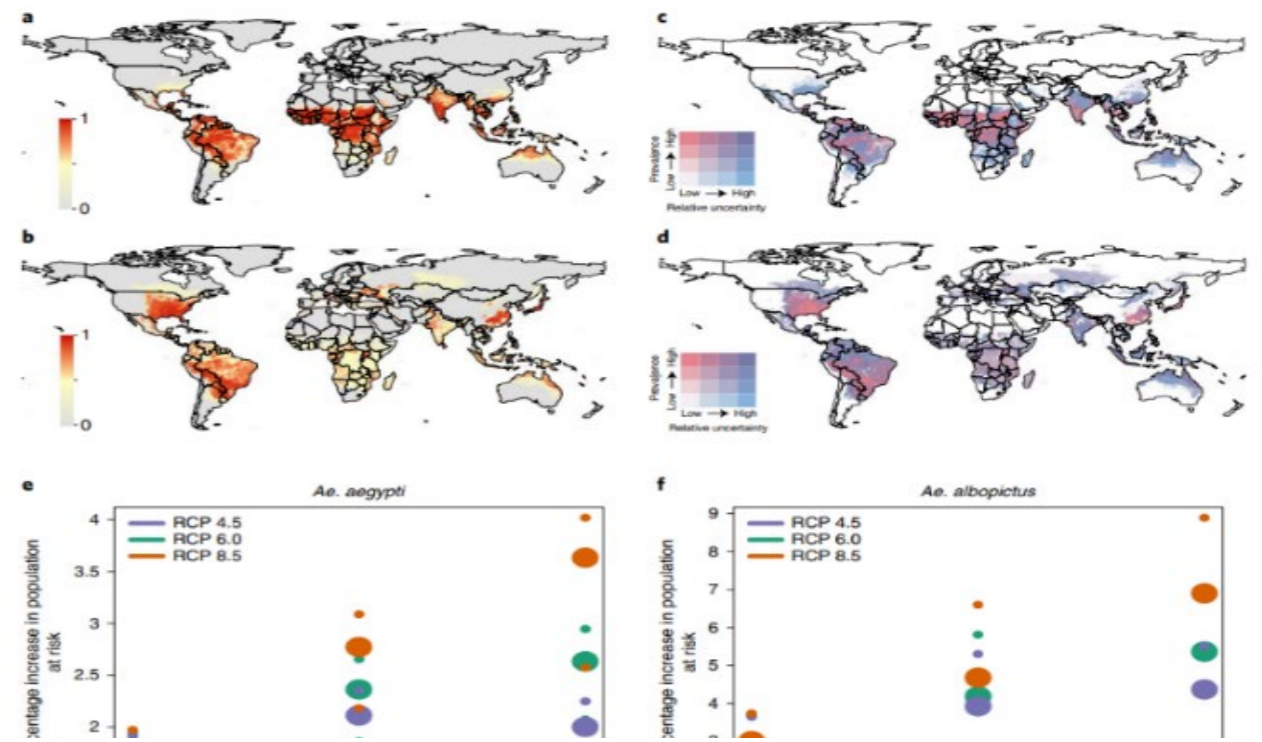 a
1
0
c
Prevalence
Low → High
Low → High
Relative uncertainty
b
1
0
d
Prevalence
Low → High
Low → High
Relative uncertainty
e
Ae. aegypti
RCP 4.5
RCP 6.0
RCP 8.5
4
3.5
3
2.5
2
centage increase in population
at risk
f
Ae. albopictus
RCP 4.5
RCP 6.0
RCP 8.5
9
8
7
6
5
4
centage increase in population
at risk